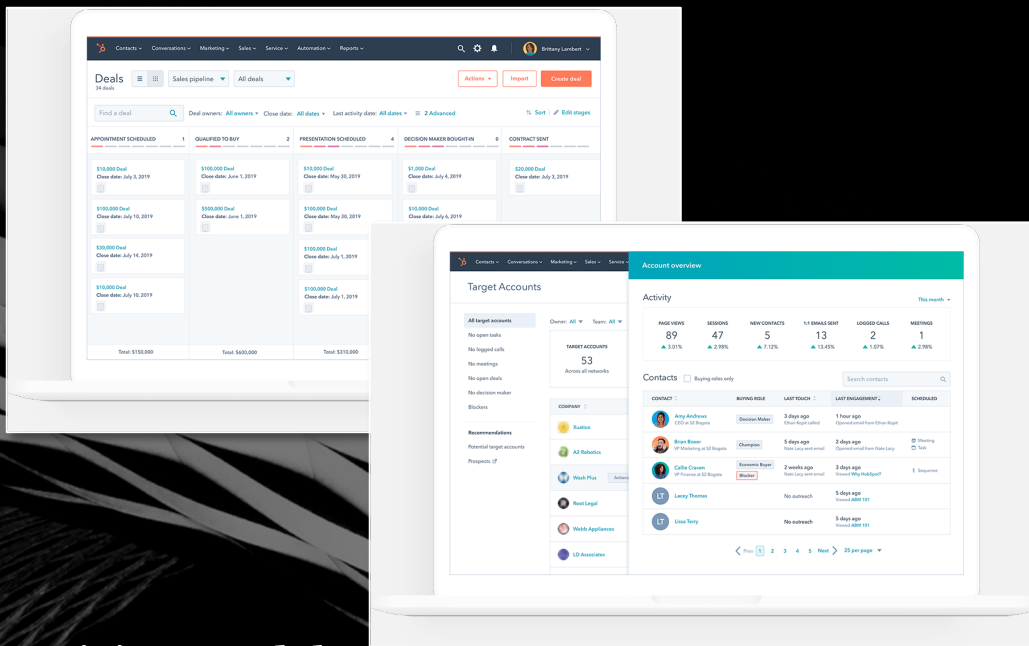 Contacts Conversations Marketing Sales Service Automation Reports Brittany Lambert
Deals Sales pipeline All deals Actions Import Create deal
34 deals
Find a deal Deal owners: All owners Close date: All dates Last activity date: All dates 2 Advanced Sort Edit stages
APPOINTMENT SCHEDULED 1 QUALIFIED TO BUY 2 PRESENTATION SCHEDULED 4 DECISION MAKER BOUGHT-IN 0 CONTRACT SENT
$10,000 Deal $100,000 Deal $10,000 Deal $1,000 Deal $20,000 Deal
Close date: July 3, 2019 Close date: June 1, 2019 Close date: May 30, 2019 Close date: July 4, 2019 Close date: July 3, 2019
$100,000 Deal $500,000 Deal $100,000 Deal $10,000 Deal
Close date: July 10, 2019 Close date: June 1, 2019 Close date: May 30, 2019 Close date: July 6, 2019
$30,000 Deal $100,000 Deal
Close date: July 14, 2019 Close date: July 1, 2019
$10,000 Deal $100,000 Deal
Close date: July 10, 2019 Close date: July 1, 2019
Total: $150,000 Total: $600,000 Total: $310,000
Contacts Conversations Marketing Sales Service
Target Accounts
All target accounts
No open tasks
No logged calls
No meetings
No open deals
No decision maker
Blockers
Recommendations
Potential target accounts
Prospects
Owner: All Team: All
TARGET ACCOUNTS
53
Across all networks
COMPANY
Xuatica
A2 Robotics
Wash Plus Actions
Root Legal
Webb Appliances
LD Associates
Account overview
Activity This month
PAGE VIEWS SESSIONS NEW CONTACTS 1:1 EMAILS SENT LOGGED CALLS MEETINGS
89 47 5 13 2 1
3.01% 2.98% 7.12% 13.45% 1.07% 2.98%
Contacts Buying roles only Search contacts
CONTACT BUYING ROLE LAST TOUCH LAST ENGAGEMENT SCHEDULED
Amy Andrews Decision Maker 3 days ago 1 hour ago
CEO at S2 Bogata Ethan Kopit called Opened email from Ethan Kopit
Brian Boxer Champion 5 days ago 2 days ago Meeting
VP Marketing at S2 Bogata Nate Lacy sent email Opened email from Nate Lacy Task
Callie Craven Economic Buyer 2 weeks ago 3 days ago Sequence
VP Finance at S2 Bogata Blocker Nate Lacy sent email Viewed Why HubSpot?
LT Lacey Thomas No outreach 5 days ago
Viewed ABM 101
LT Lissa Terry No outreach 5 days ago
Viewed ABM 101
Prev 1 2 3 4 5 Next 25 per page